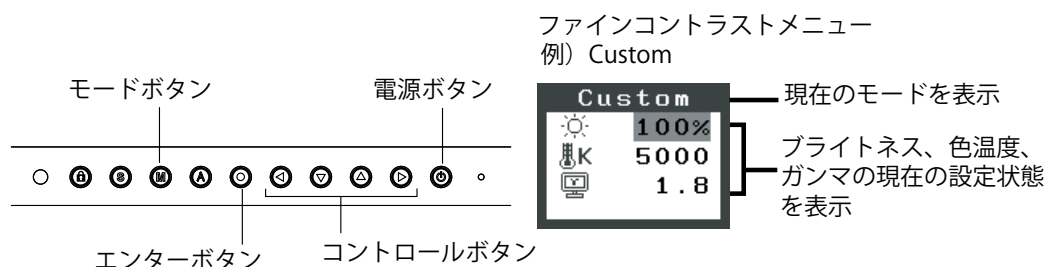 ファインコントラストメニュー
例）Custom
モードボタン
電源ボタン
S
M
A
エンターボタン
コントロールボタン
Custom
100%
K 5000
1.8
現在のモードを表示
ブライトネス、色温度、
ガンマの現在の設定状態
を表示